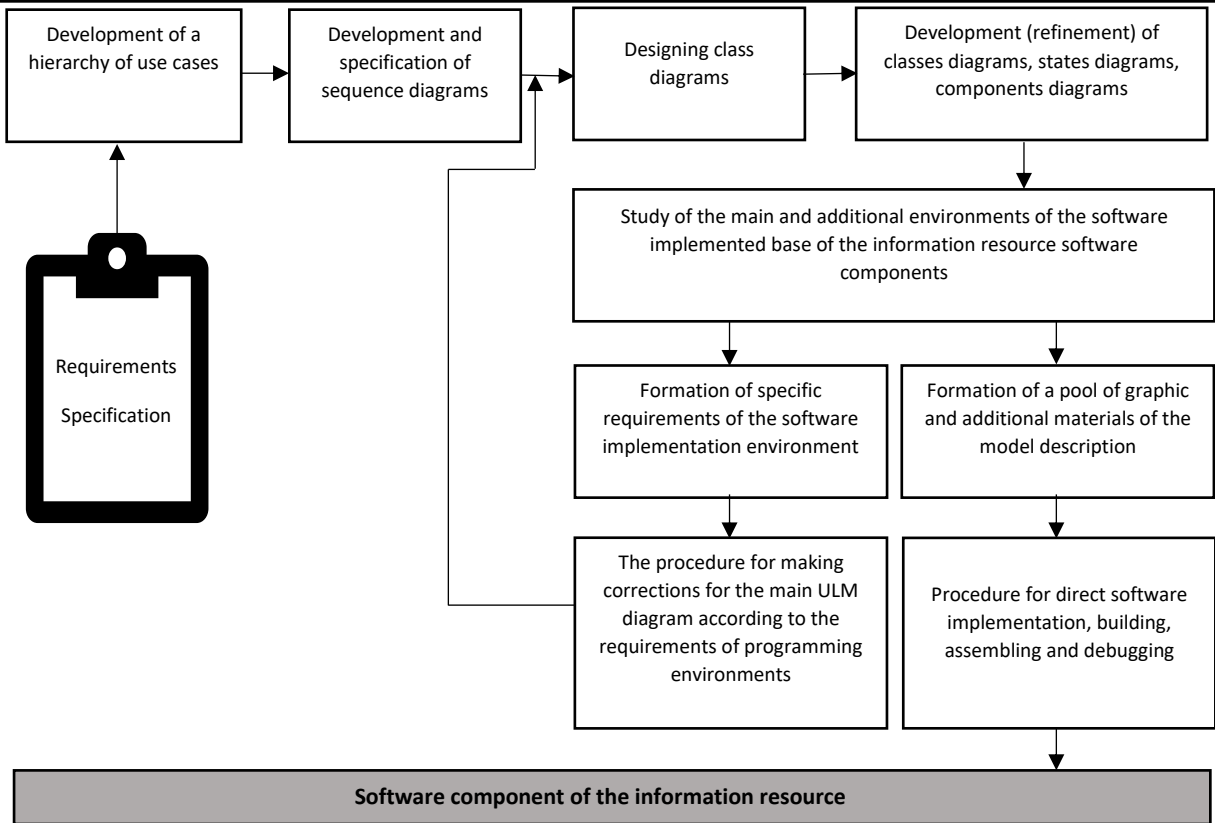 Development of a
hierarchy of use cases
Development and
specification of
sequence diagrams
Designing class
diagrams
Development (refinement) of
classes diagrams, states diagrams,
components diagrams
Requirements
Specification
Study of the main and additional environments of the software
implemented base of the information resource software
components
Formation of specific
requirements of the software
implementation environment
Formation of a pool of graphic
and additional materials of the
model description
The procedure for making
corrections for the main ULM
diagram according to the
requirements of programming
environments
Procedure for direct software
implementation, building,
assembling and debugging
Software component of the information resource